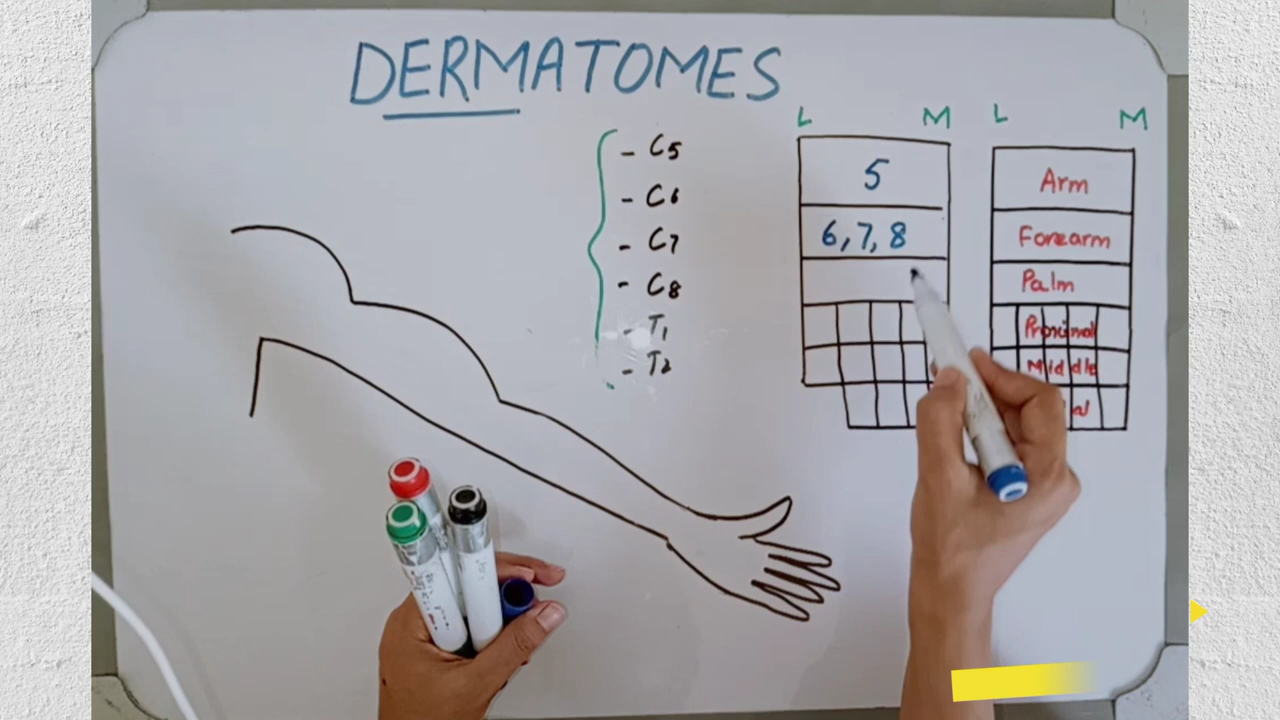 DERMATOMES
- C5
- C6
- C7
- C8
- T1
- T2
L M
5
6, 7, 8
L M
Arm
Forearm
Palm
Proximal
Middle